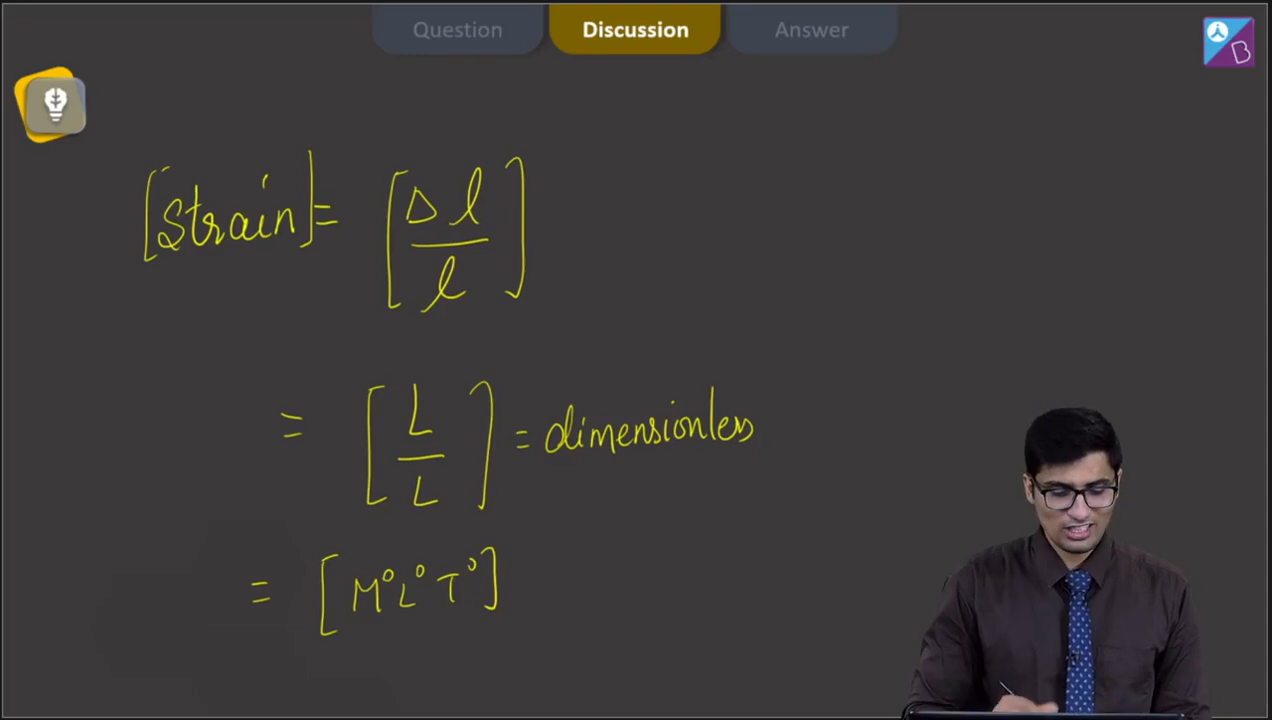 Question Discussion Answer
[Strain] = [Δl/l]
= [L/L] = dimensionless
= [M⁰L⁰T⁰]